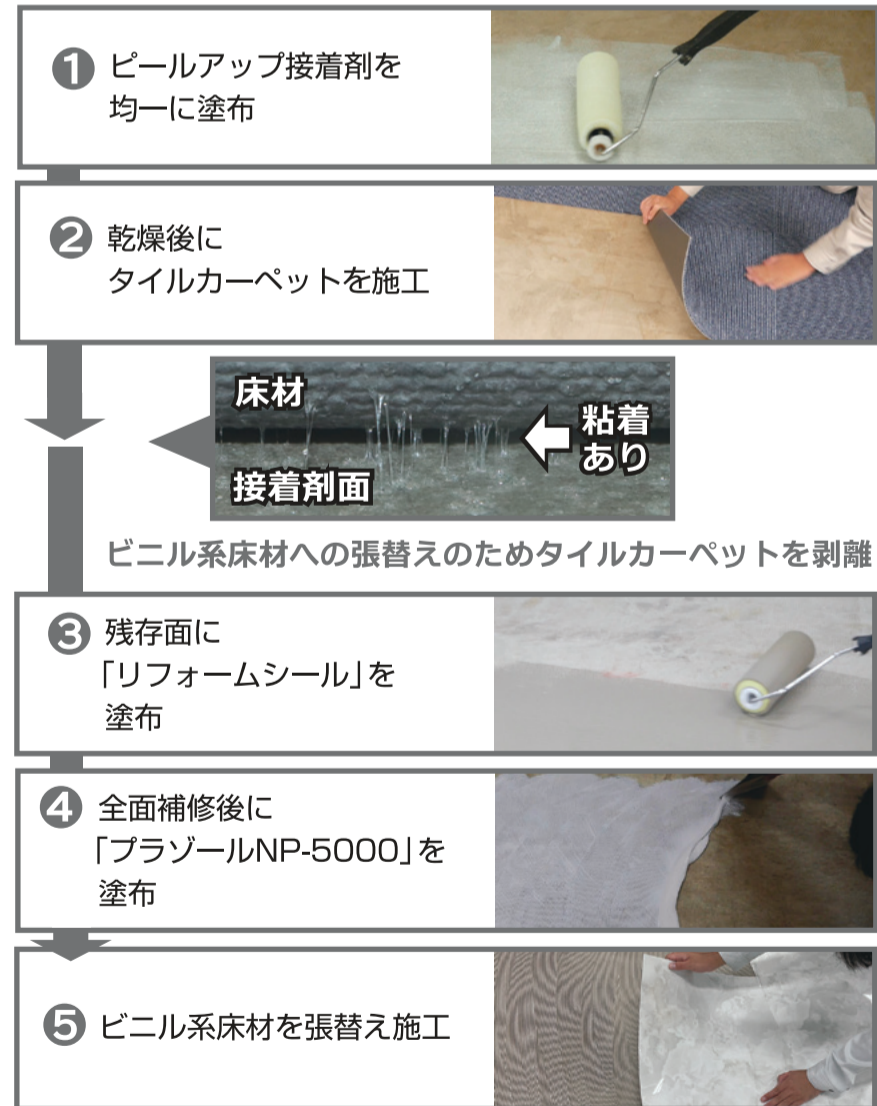 ❶ ピールアップ接着剤を
均一に塗布
❷ 乾燥後に
タイルカーペットを施工
床材
粘着
あり
接着剤面
ビニル系床材への張替えのためタイルカーペットを剥離
❸ 残存面に
「リフォームシール」を
塗布
❹ 全面補修後に
「プラゾールNP-5000」を
塗布
❺ ビニル系床材を張替え施工